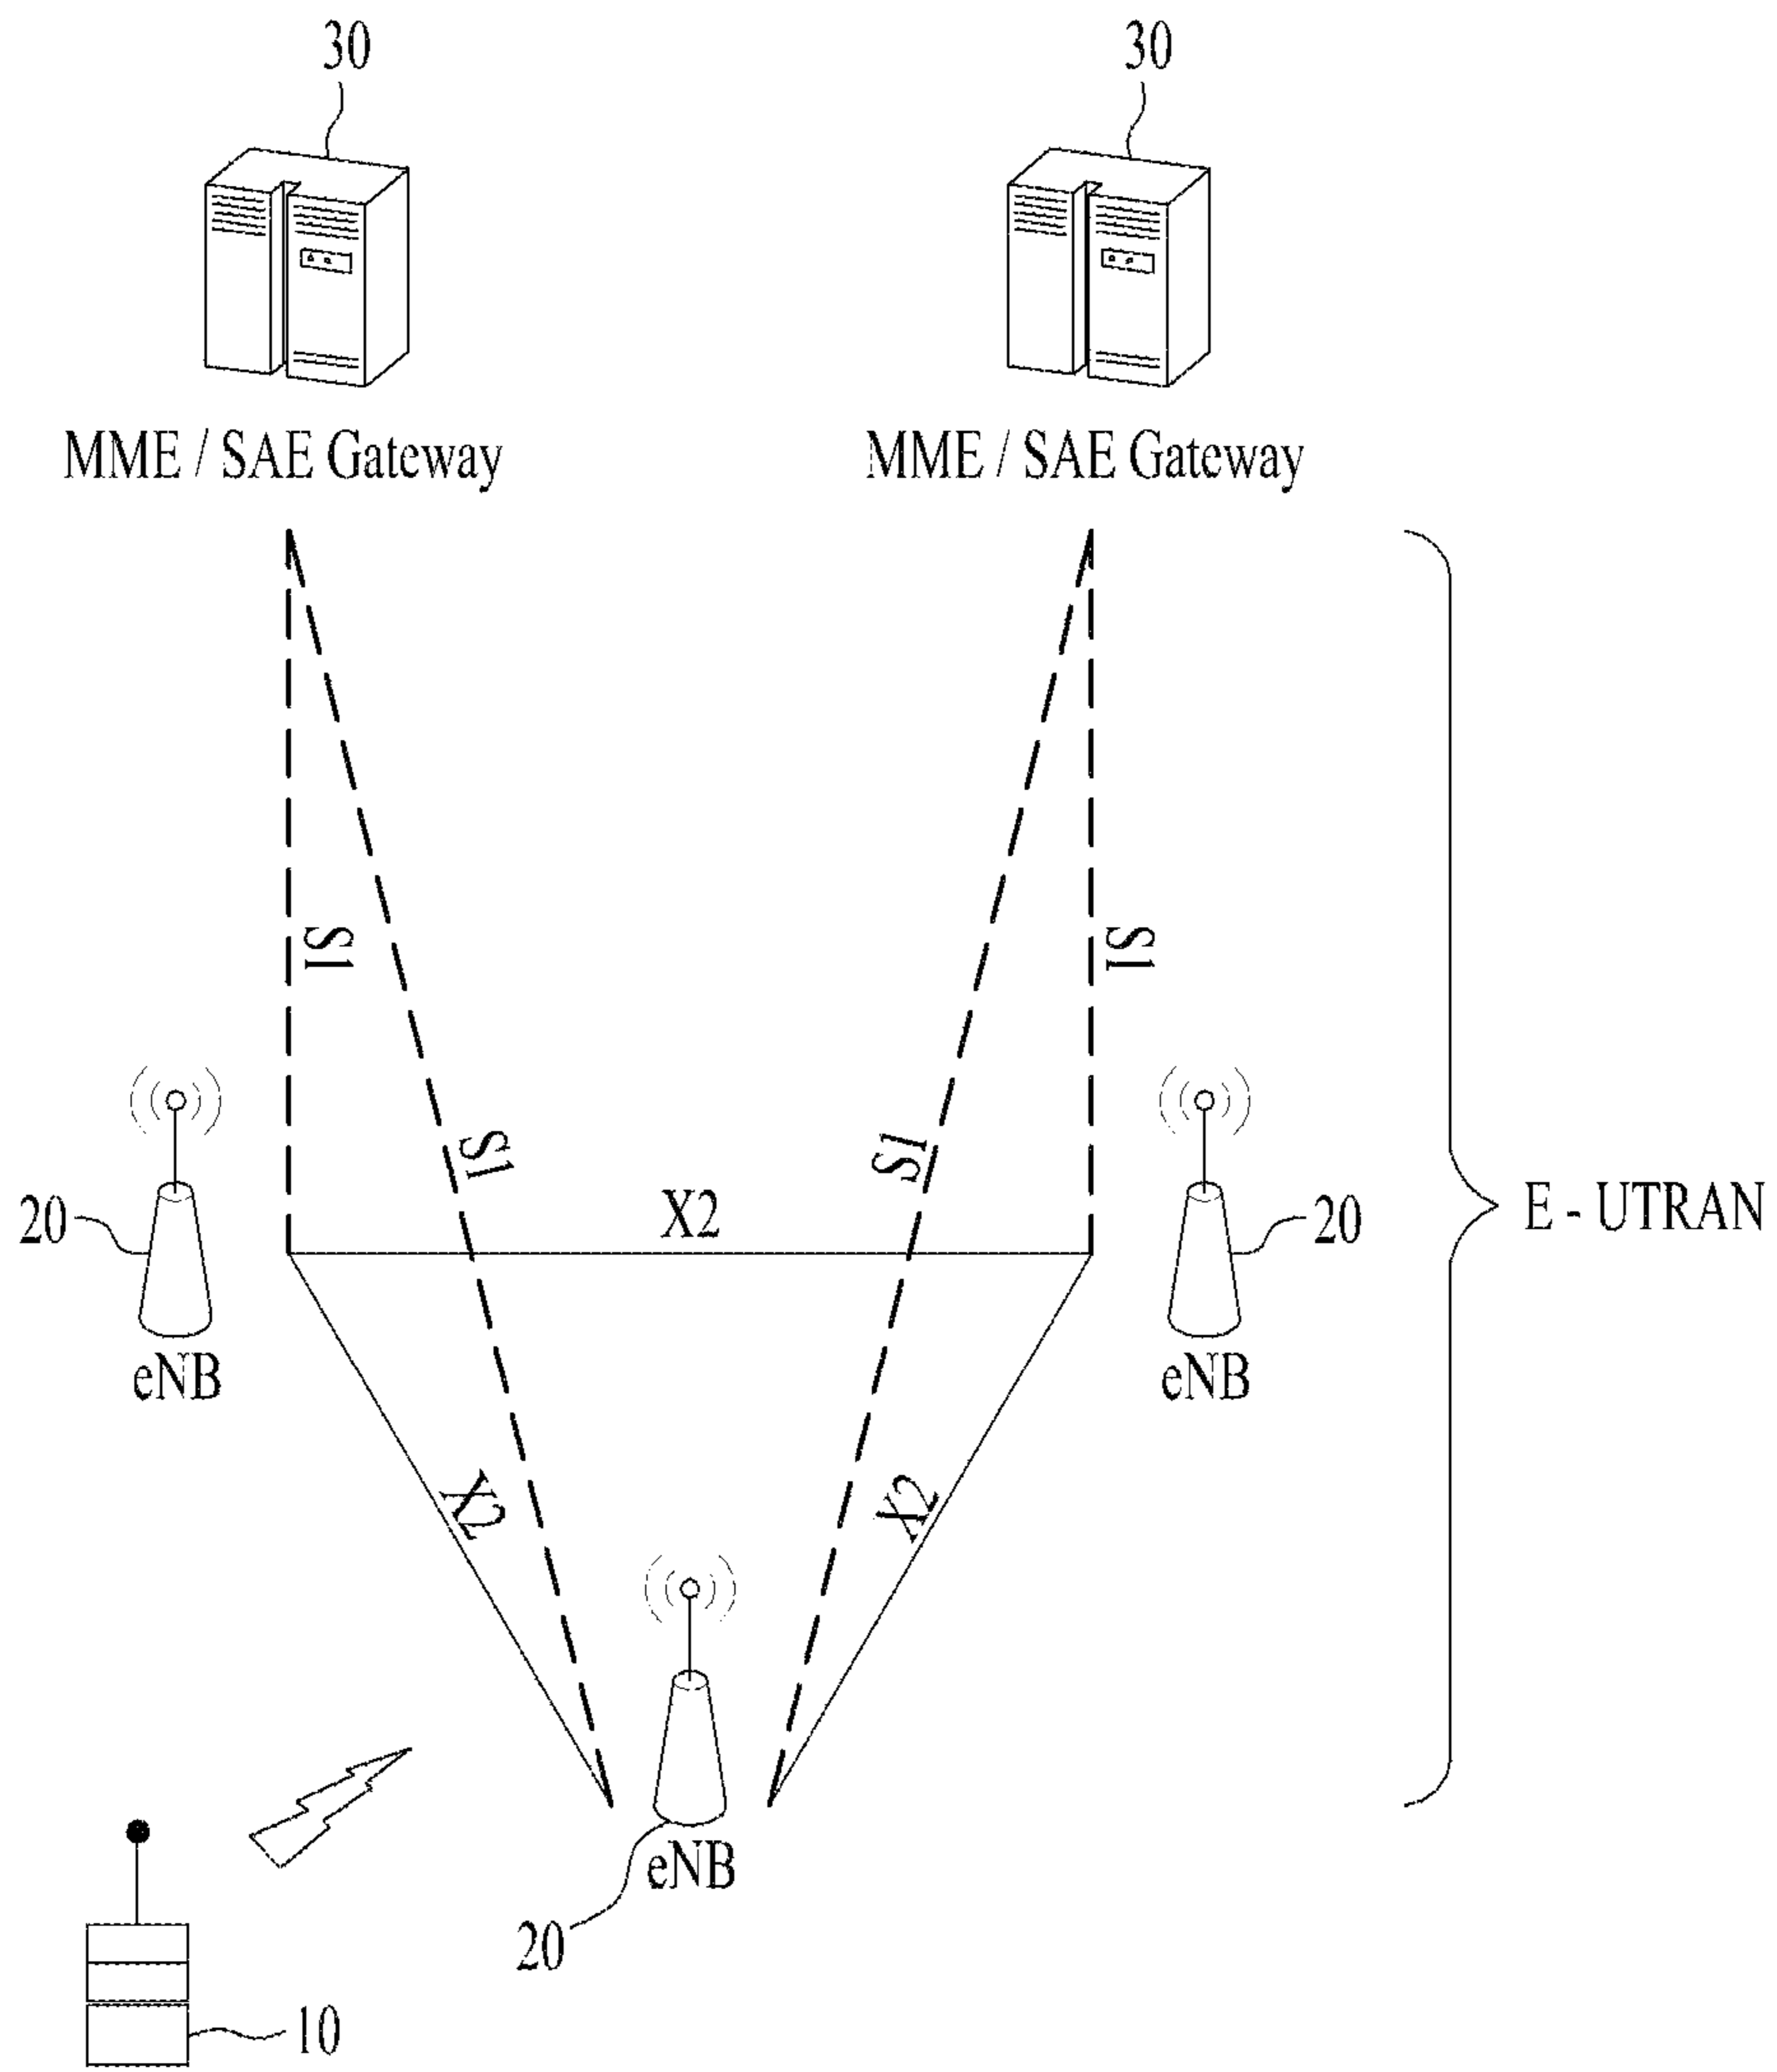 30
30
MME / SAE Gateway
MME / SAE Gateway
S1
S1
S1
S1
X2
20
20
E - UTRAN
eNB
eNB
X2
X2
eNB
20
10